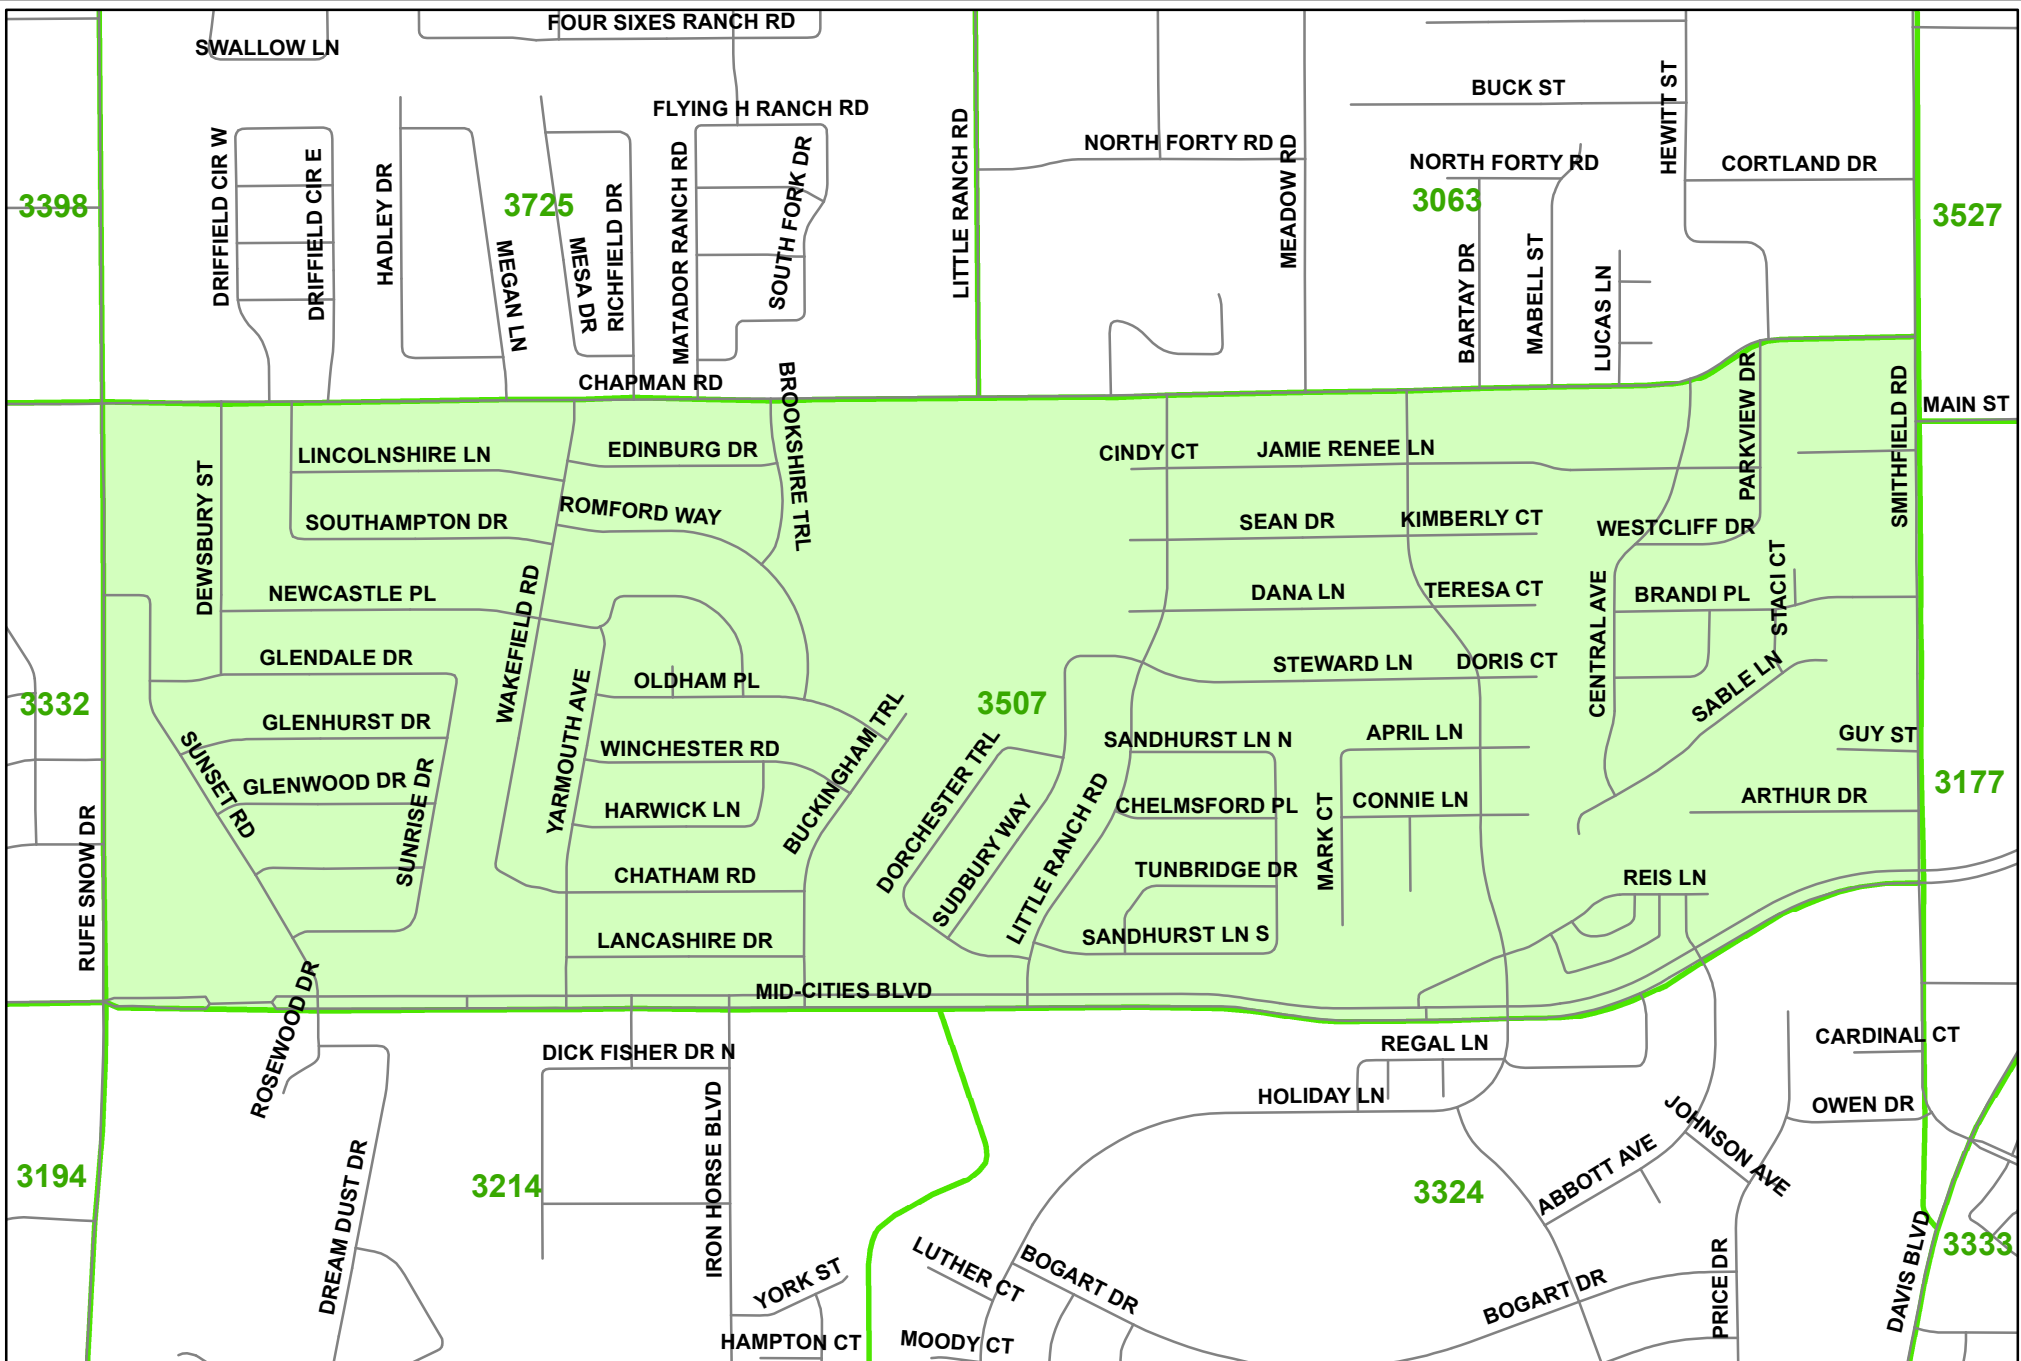 FOUR SIXES RANCH RD
SWALLOW LN
FLYING H RANCH RD
BUCK ST
HEWITT ST
NORTH FORTY RD
NORTH FORTY RD
CORTLAND DR
DRIFFIELD CIR W
DRIFFIELD CIR E
HADLEY DR
MEGAN LN
MESA DR
RICHFIELD DR
MATADOR RANCH RD
SOUTH FORK DR
LITTLE RANCH RD
MEADOW RD
BARTAY DR
MABELL ST
LUCAS LN
3398
3725
3063
3527
CHAPMAN RD
BROOKSHIRE TRL
PARKVIEW DR
SMITHFIELD RD
MAIN ST
LINCOLNSHIRE LN
EDINBURG DR
CINDY CT
JAMIE RENEE LN
DEWSBURY ST
SOUTHAMPTON DR
ROMFORD WAY
SEAN DR
KIMBERLY CT
WESTCLIFF DR
STACI CT
NEWCASTLE PL
WAKEFIELD RD
DANA LN
TERESA CT
CENTRAL AVE
BRANDI PL
GLENDALE DR
OLDHAM PL
STEWARD LN
DORIS CT
SABLE LN
3332
3507
GLENHURST DR
YARMOUTH AVE
WINCHESTER RD
BUCKINGHAM TRL
DORCHESTER TRL
SANDHURST LN N
APRIL LN
GUY ST
SUNSET RD
GLENWOOD DR
SUNRISE DR
HARWICK LN
SUDBURY WAY
LITTLE RANCH RD
CHELMSFORD PL
MARK CT
CONNIE LN
ARTHUR DR
3177
RUFE SNOW DR
CHATHAM RD
TUNBRIDGE DR
REIS LN
LANCASHIRE DR
SANDHURST LN S
MID-CITIES BLVD
ROSEWOOD DR
DICK FISHER DR N
REGAL LN
CARDINAL CT
HOLIDAY LN
OWEN DR
IRON HORSE BLVD
JOHNSON AVE
ABBOTT AVE
3194
3214
3324
3333
DREAM DUST DR
YORK ST
LUTHER CT
BOGART DR
BOGART DR
PRICE DR
DAVIS BLVD
HAMPTON CT
MOODY CT